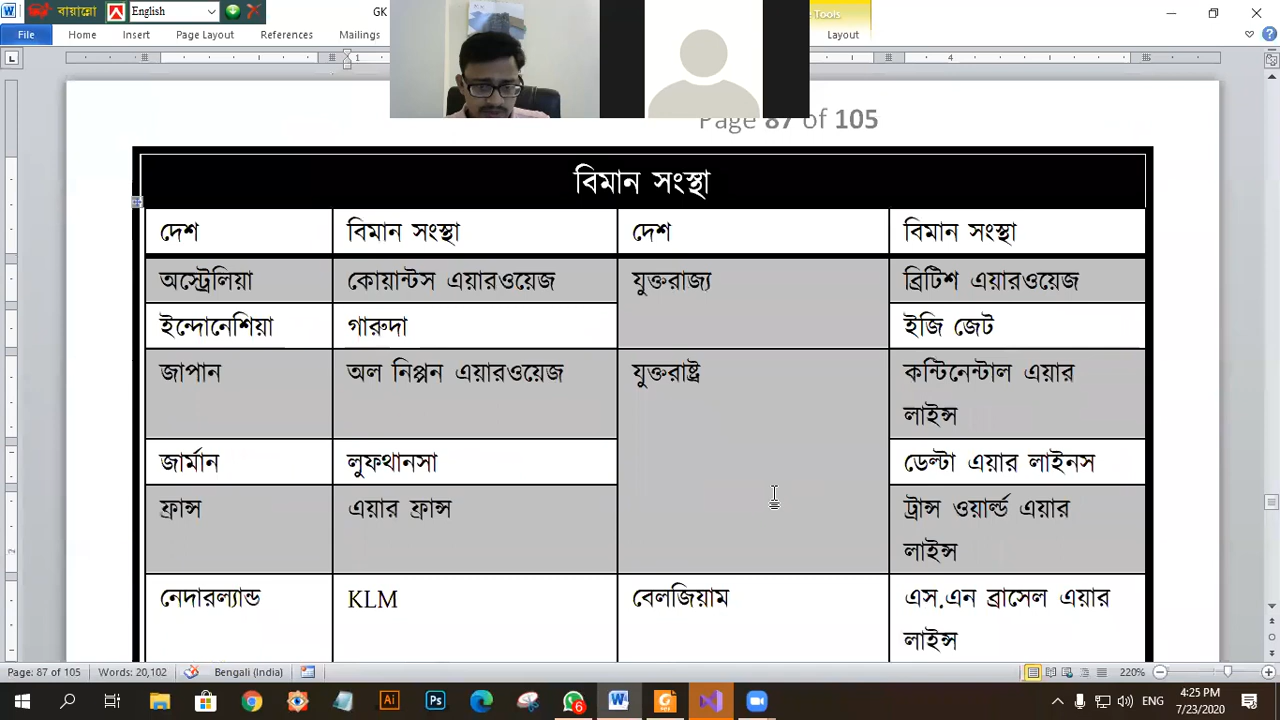 বায়ান্নো English GK e Tools
File Home Insert Page Layout References Mailings Layout
Page 87 of 105
বিমান সংস্থা
দেশ বিমান সংস্থা দেশ বিমান সংস্থা
অস্ট্রেলিয়া কোয়ান্টস এয়ারওয়েজ যুক্তরাজ্য ব্রিটিশ এয়ারওয়েজ
ইন্দোনেশিয়া গারুদা ইজি জেট
জাপান অল নিপ্পন এয়ারওয়েজ যুক্তরাষ্ট্র কন্টিনেন্টাল এয়ার
লাইন্স
জার্মান লুফথানসা ডেল্টা এয়ার লাইনস
ফ্রান্স এয়ার ফ্রান্স ট্রান্স ওয়ার্ল্ড এয়ার
লাইন্স
নেদারল্যান্ড KLM বেলজিয়াম এস.এন ব্রাসেল এয়ার
লাইন্স
Page: 87 of 105 Words: 20,102 Bengali (India) 220%
6 ENG 4:25 PM
7/23/2020